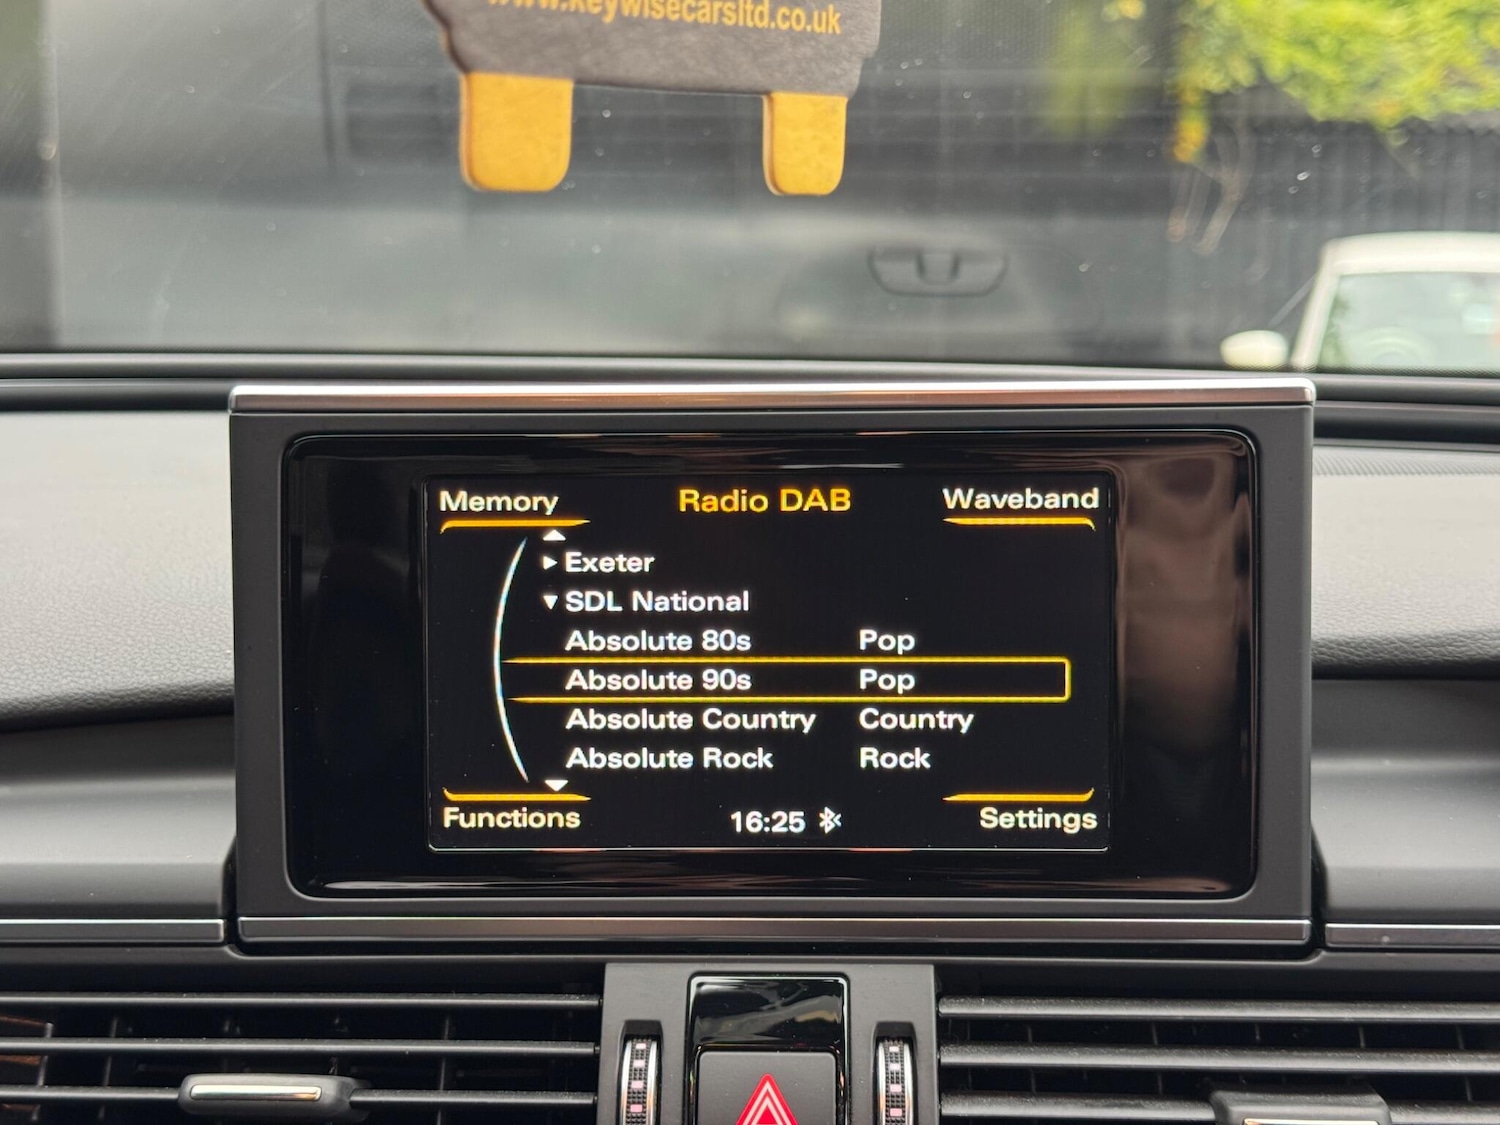 www.keywisecarsltd.co.uk
Memory Radio DAB Waveband
Exeter
SDL National
Absolute 80s Pop
Absolute 90s Pop
Absolute Country Country
Absolute Rock Rock
Functions 16:25 Settings